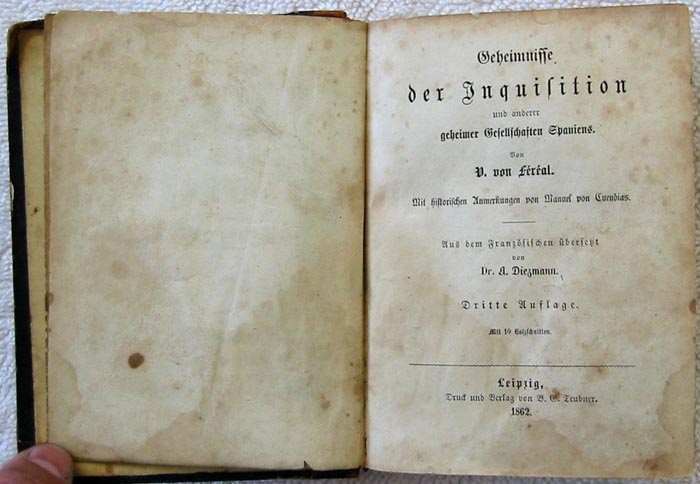 Geheimnisse
der Inquisition
und anderer
geheimer Gesellschaften Spaniens.
Von
V. von Féréal.
Mit historischen Anmerkungen von Manuel von Cuendias.
Aus dem Französischen übersetzt
von
Dr. A. Diezmann.
Dritte Auflage.
Mit 10 Holzschnitten.
Leipzig,
Druck und Verlag von B. G. Teubner.
1862.